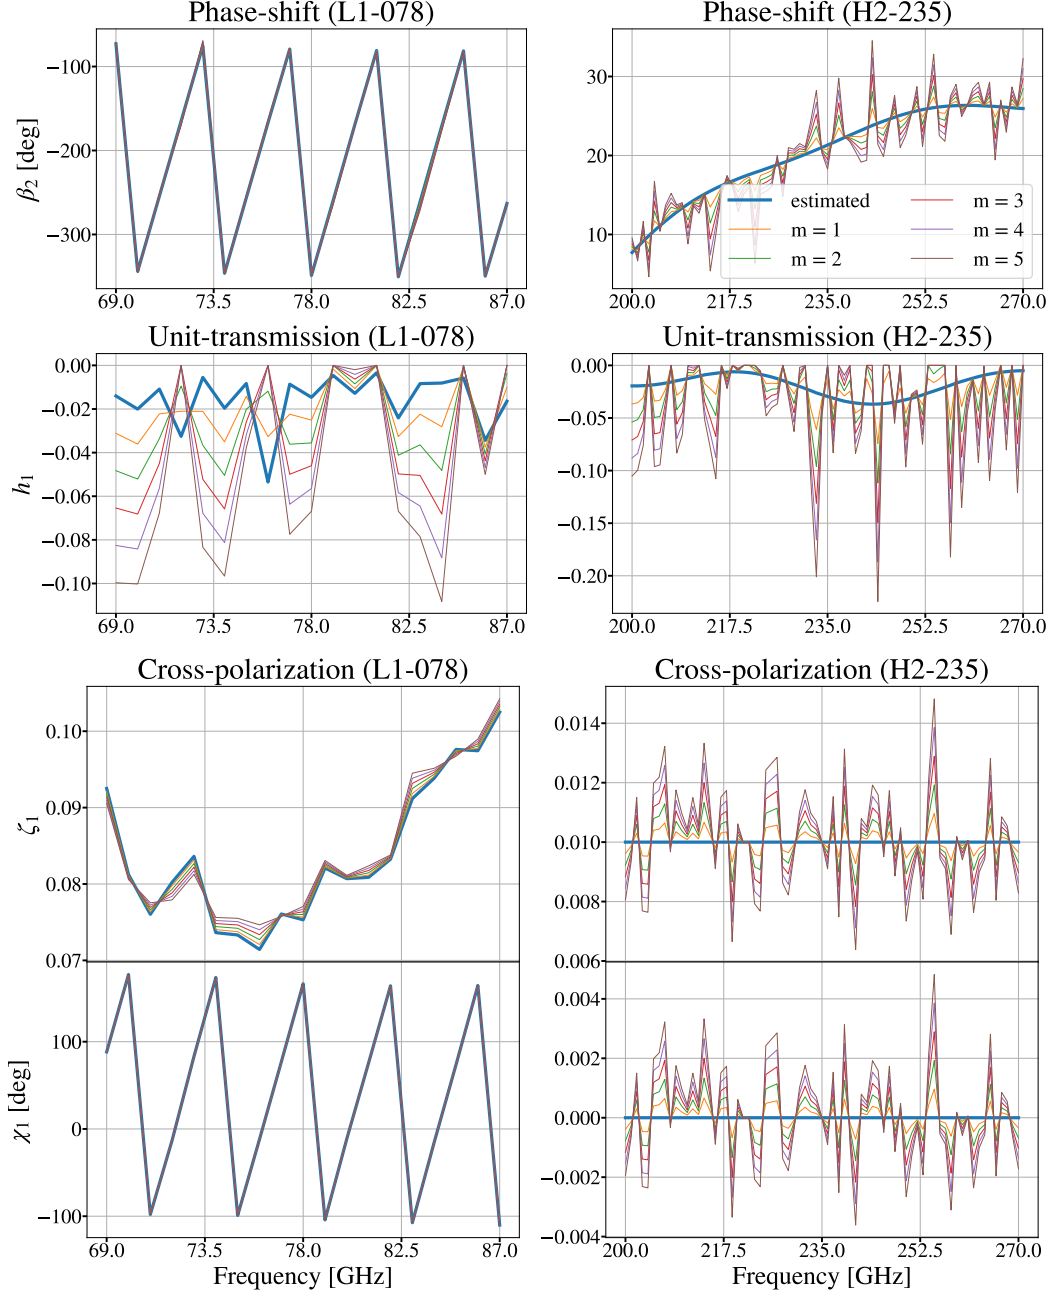 Phase-shift (L1-078)
Phase-shift (H2-235)
β₂ [deg]
−100
−200
−300
69.0 73.5 78.0 82.5 87.0
30
20
10
estimated
m = 1
m = 2
m = 3
m = 4
m = 5
200.0 217.5 235.0 252.5 270.0
Unit-transmission (L1-078)
Unit-transmission (H2-235)
h₁
0.00
−0.02
−0.04
−0.06
−0.08
−0.10
69.0 73.5 78.0 82.5 87.0
0.00
−0.05
−0.10
−0.15
−0.20
200.0 217.5 235.0 252.5 270.0
Cross-polarization (L1-078)
Cross-polarization (H2-235)
ζ₁
0.10
0.09
0.08
0.07
0.014
0.012
0.010
0.008
0.006
χ₁ [deg]
100
0
−100
69.0 73.5 78.0 82.5 87.0
Frequency [GHz]
0.004
0.002
0.000
−0.002
−0.004
200.0 217.5 235.0 252.5 270.0
Frequency [GHz]